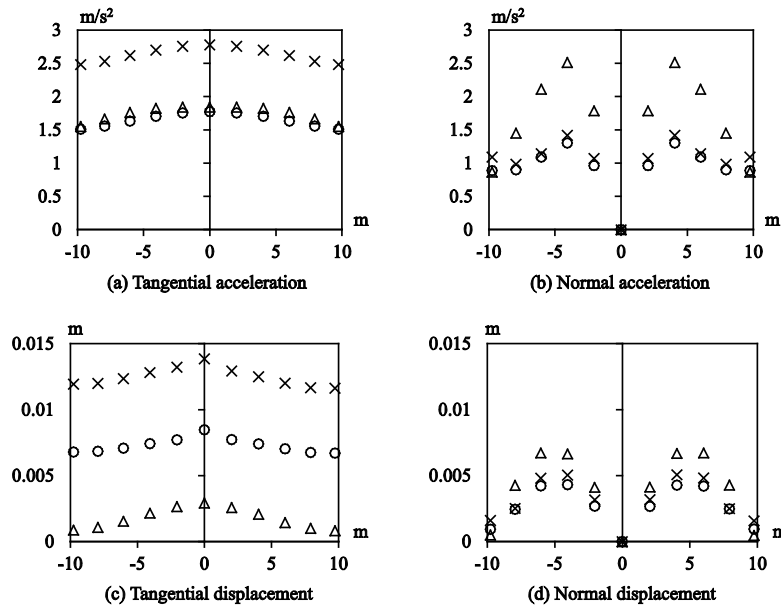 m/s²
3
2.5
2
1.5
1
0.5
0
m
-10 -5 0 5 10
(a) Tangential acceleration
m/s²
3
2.5
2
1.5
1
0.5
0
m
-10 -5 0 5 10
(b) Normal acceleration
m
0.015
0.01
0.005
0
m
-10 -5 0 5 10
(c) Tangential displacement
m
0.015
0.01
0.005
0
m
-10 -5 0 5 10
(d) Normal displacement